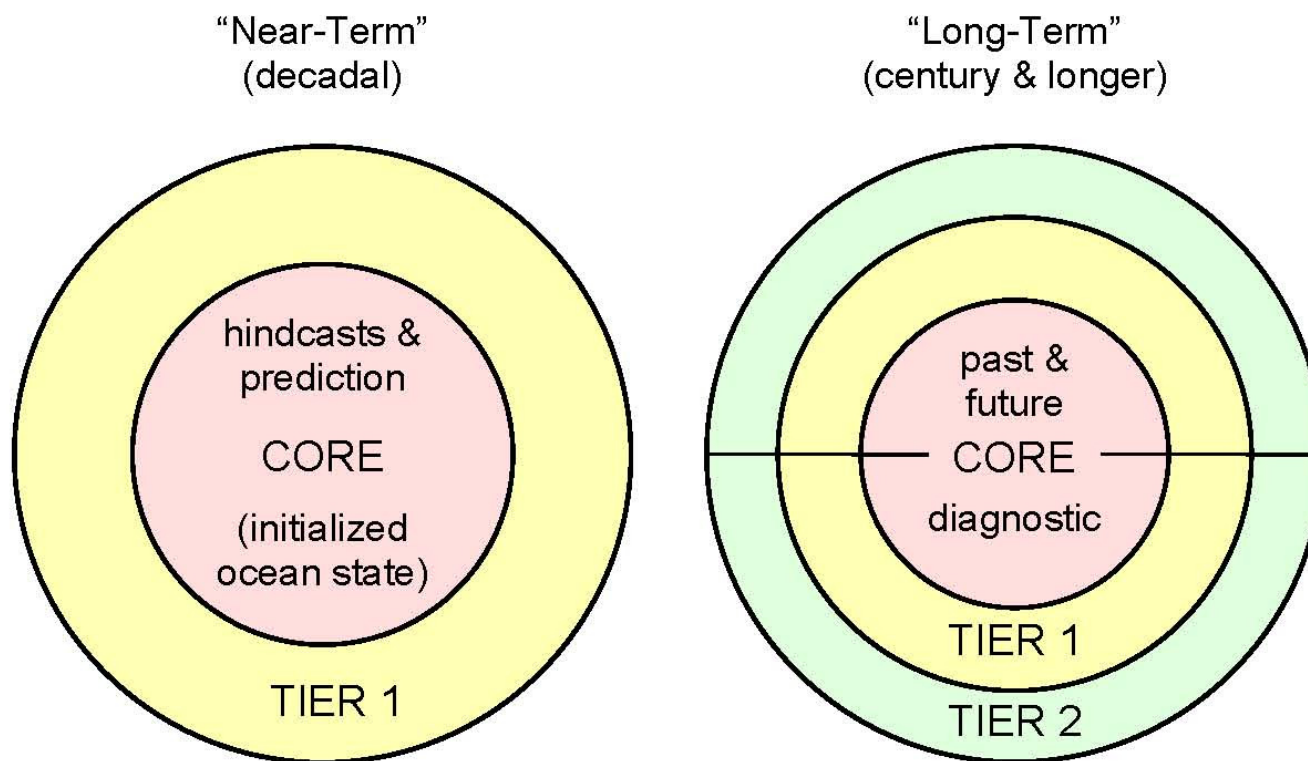 “Near-Term”
(decadal)
“Long-Term”
(century & longer)
hindcasts &
prediction
CORE
(initialized
ocean state)
TIER 1
past &
future
CORE
diagnostic
TIER 1
TIER 2